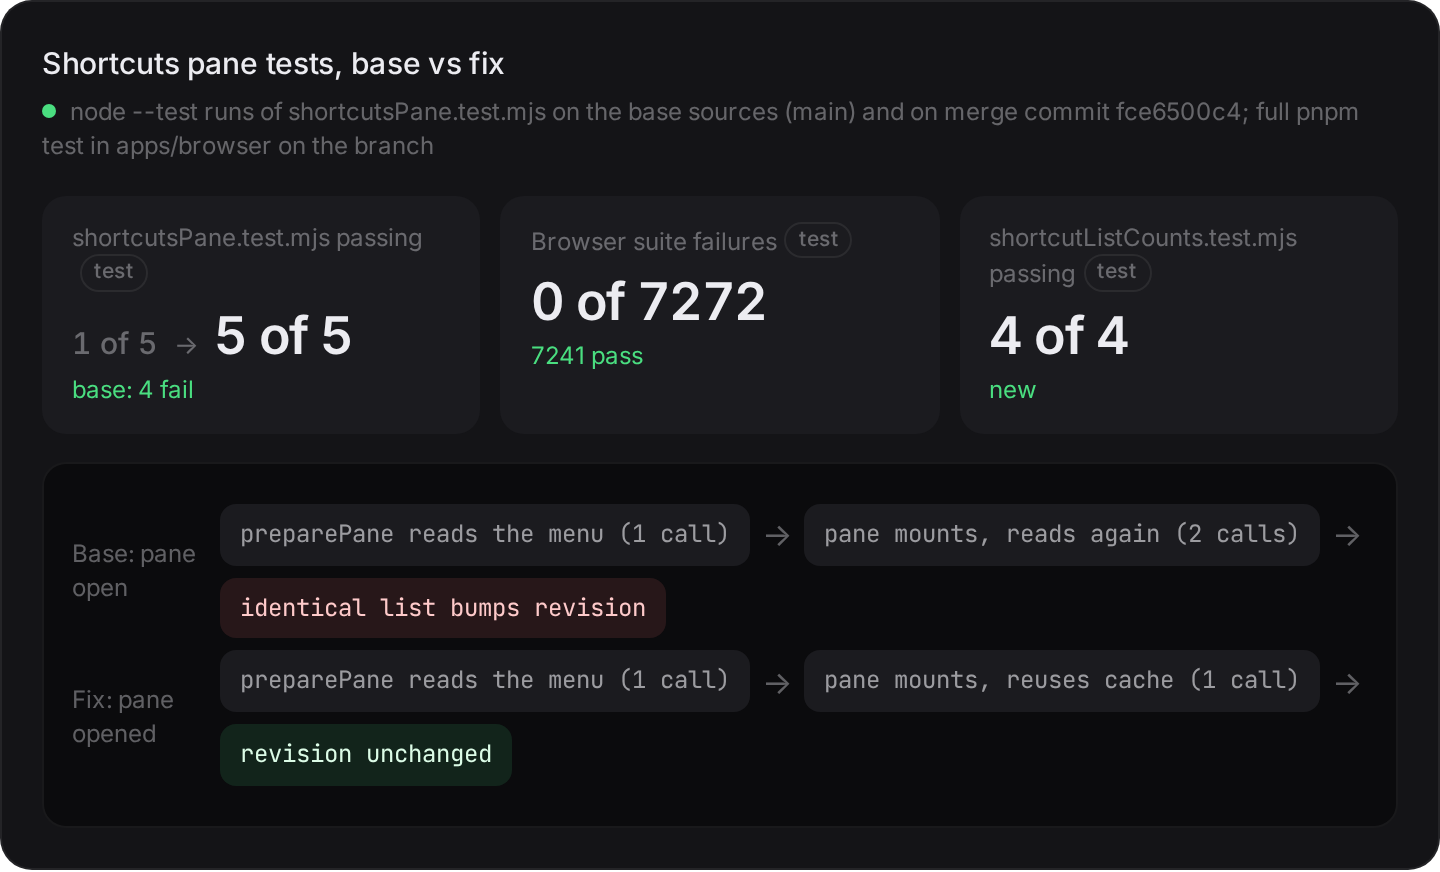 Shortcuts pane tests, base vs fix
node --test runs of shortcutsPane.test.mjs on the base sources (main) and on merge commit fce6500c4; full pnpm
test in apps/browser on the branch
shortcutsPane.test.mjs passing
test
1 of 5 → 5 of 5
base: 4 fail
Browser suite failures test
0 of 7272
7241 pass
shortcutListCounts.test.mjs
passing test
4 of 4
new
Base: pane
open
preparePane reads the menu (1 call) → pane mounts, reads again (2 calls) →
identical list bumps revision
Fix: pane
opened
preparePane reads the menu (1 call) → pane mounts, reuses cache (1 call) →
revision unchanged